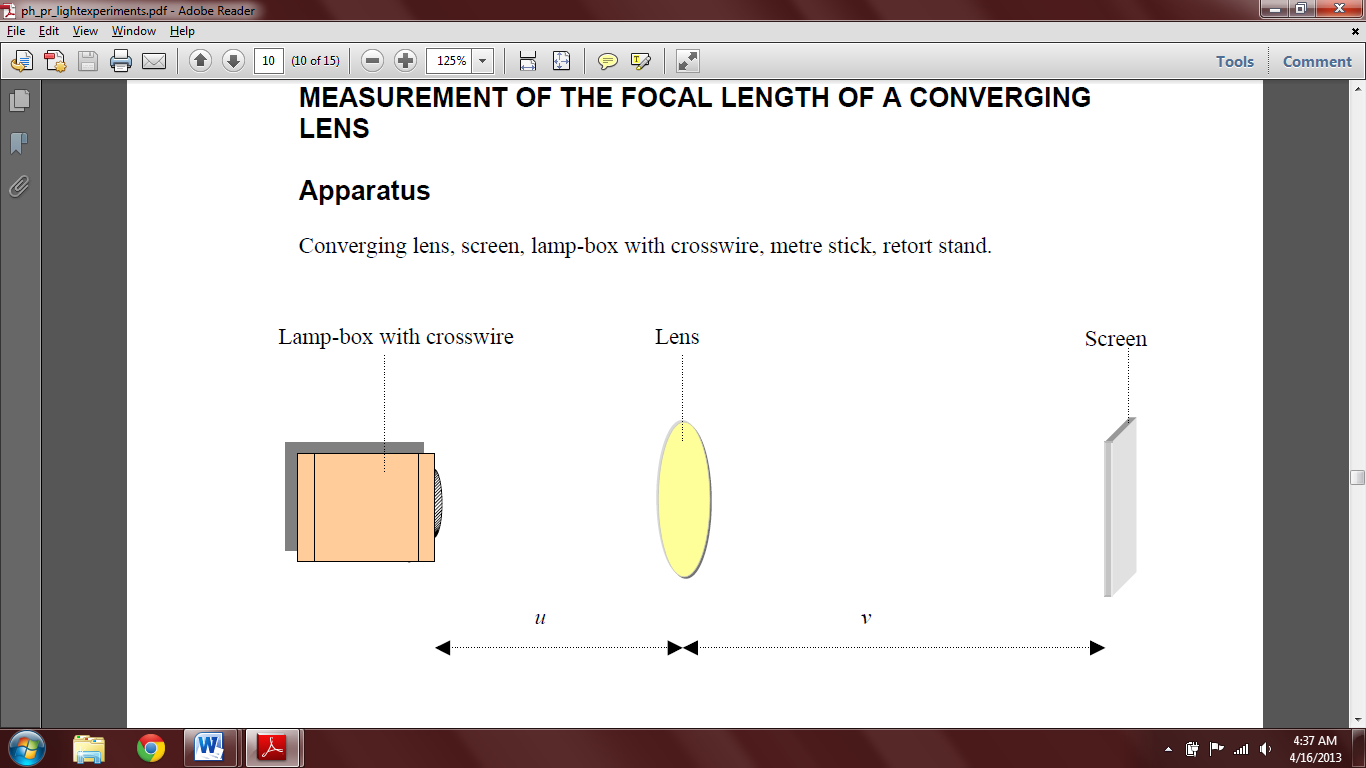 ph_pr_lightexperiments.pdf - Adobe Reader
File Edit View Window Help
10 (10 of 15) 125% Tools Comment
MEASUREMENT OF THE FOCAL LENGTH OF A CONVERGING
LENS
Apparatus
Converging lens, screen, lamp-box with crosswire, metre stick, retort stand.
Lamp-box with crosswire Lens Screen
u v
4:37 AM
4/16/2013